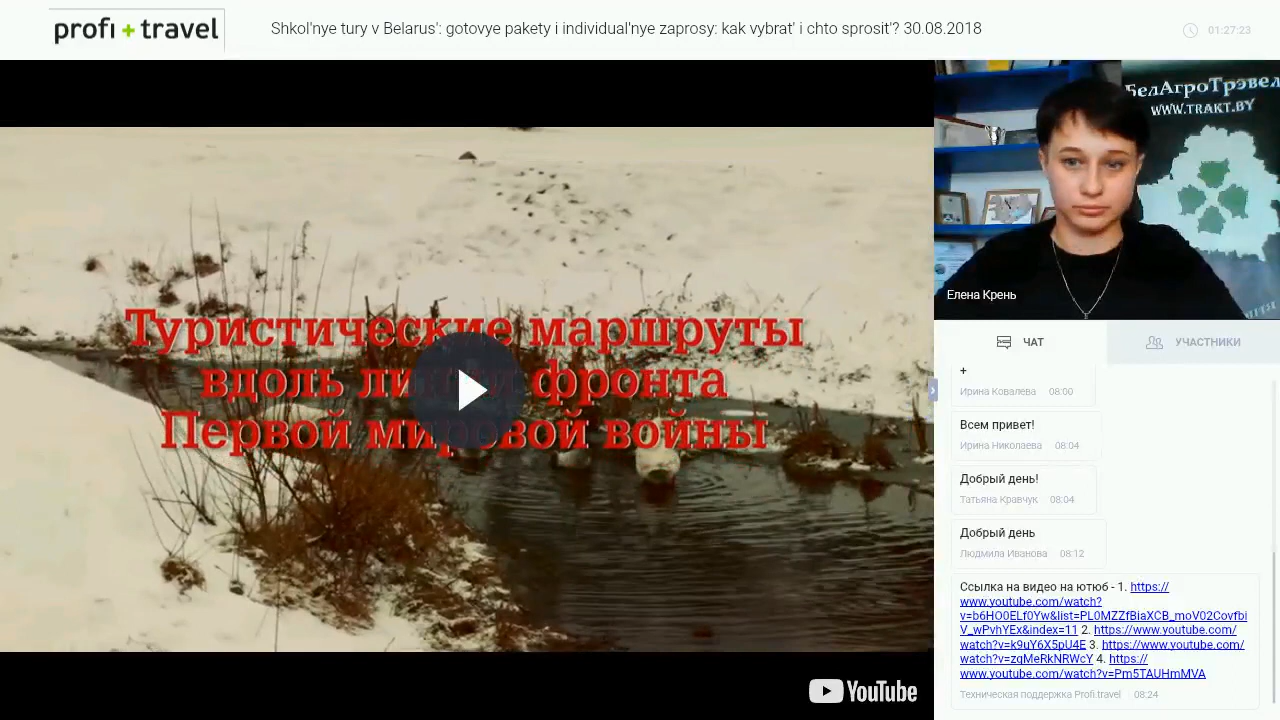 profi + travel
Shkol'nye tury v Belarus': gotovye pakety i individual'nye zaprosy: kak vybrat' i chto sprosit'? 30.08.2018
01:27:23
БелАгроТрэвел
WWW.TRAKT.BY
Елена Крень
Туристические маршруты
вдоль линии фронта
Первой мировой войны
YouTube
ЧАТ
УЧАСТНИКИ
+
Ирина Ковалева 08:00
Всем привет!
Ирина Николаева 08:04
Добрый день!
Татьяна Кравчук 08:04
Добрый день
Людмила Иванова 08:12
Ссылка на видео на ютюб - 1. https://
www.youtube.com/watch?
v=b6HO0ELf0Yw&list=PL0MZZfBiaXCB_moV02Covfbi
V_wPvhYEx&index=11 2. https://www.youtube.com/
watch?v=k9uY6X5pU4E 3. https://www.youtube.com/
watch?v=zqMeRkNRWcY 4. https://
www.youtube.com/watch?v=Pm5TAUHmMVA
Техническая поддержка Profi.travel 08:24